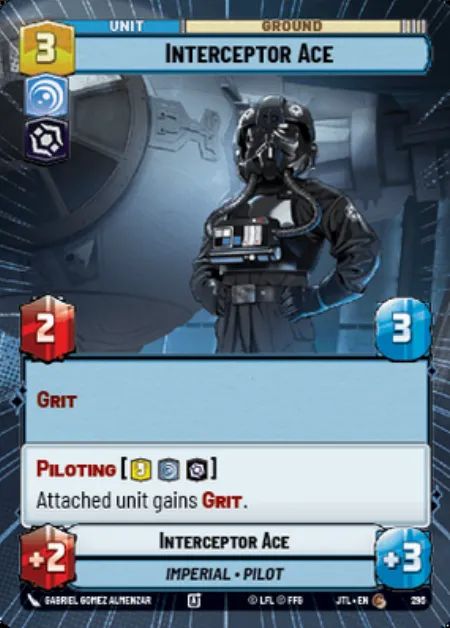 UNIT
GROUND
3
INTERCEPTOR ACE
2
3
GRIT
PILOTING [3]
Attached unit gains GRIT.
+2
INTERCEPTOR ACE
+3
IMPERIAL • PILOT
GABRIEL GOMEZ ALMENZAR
© LFL © FFG
JTL • EN
295